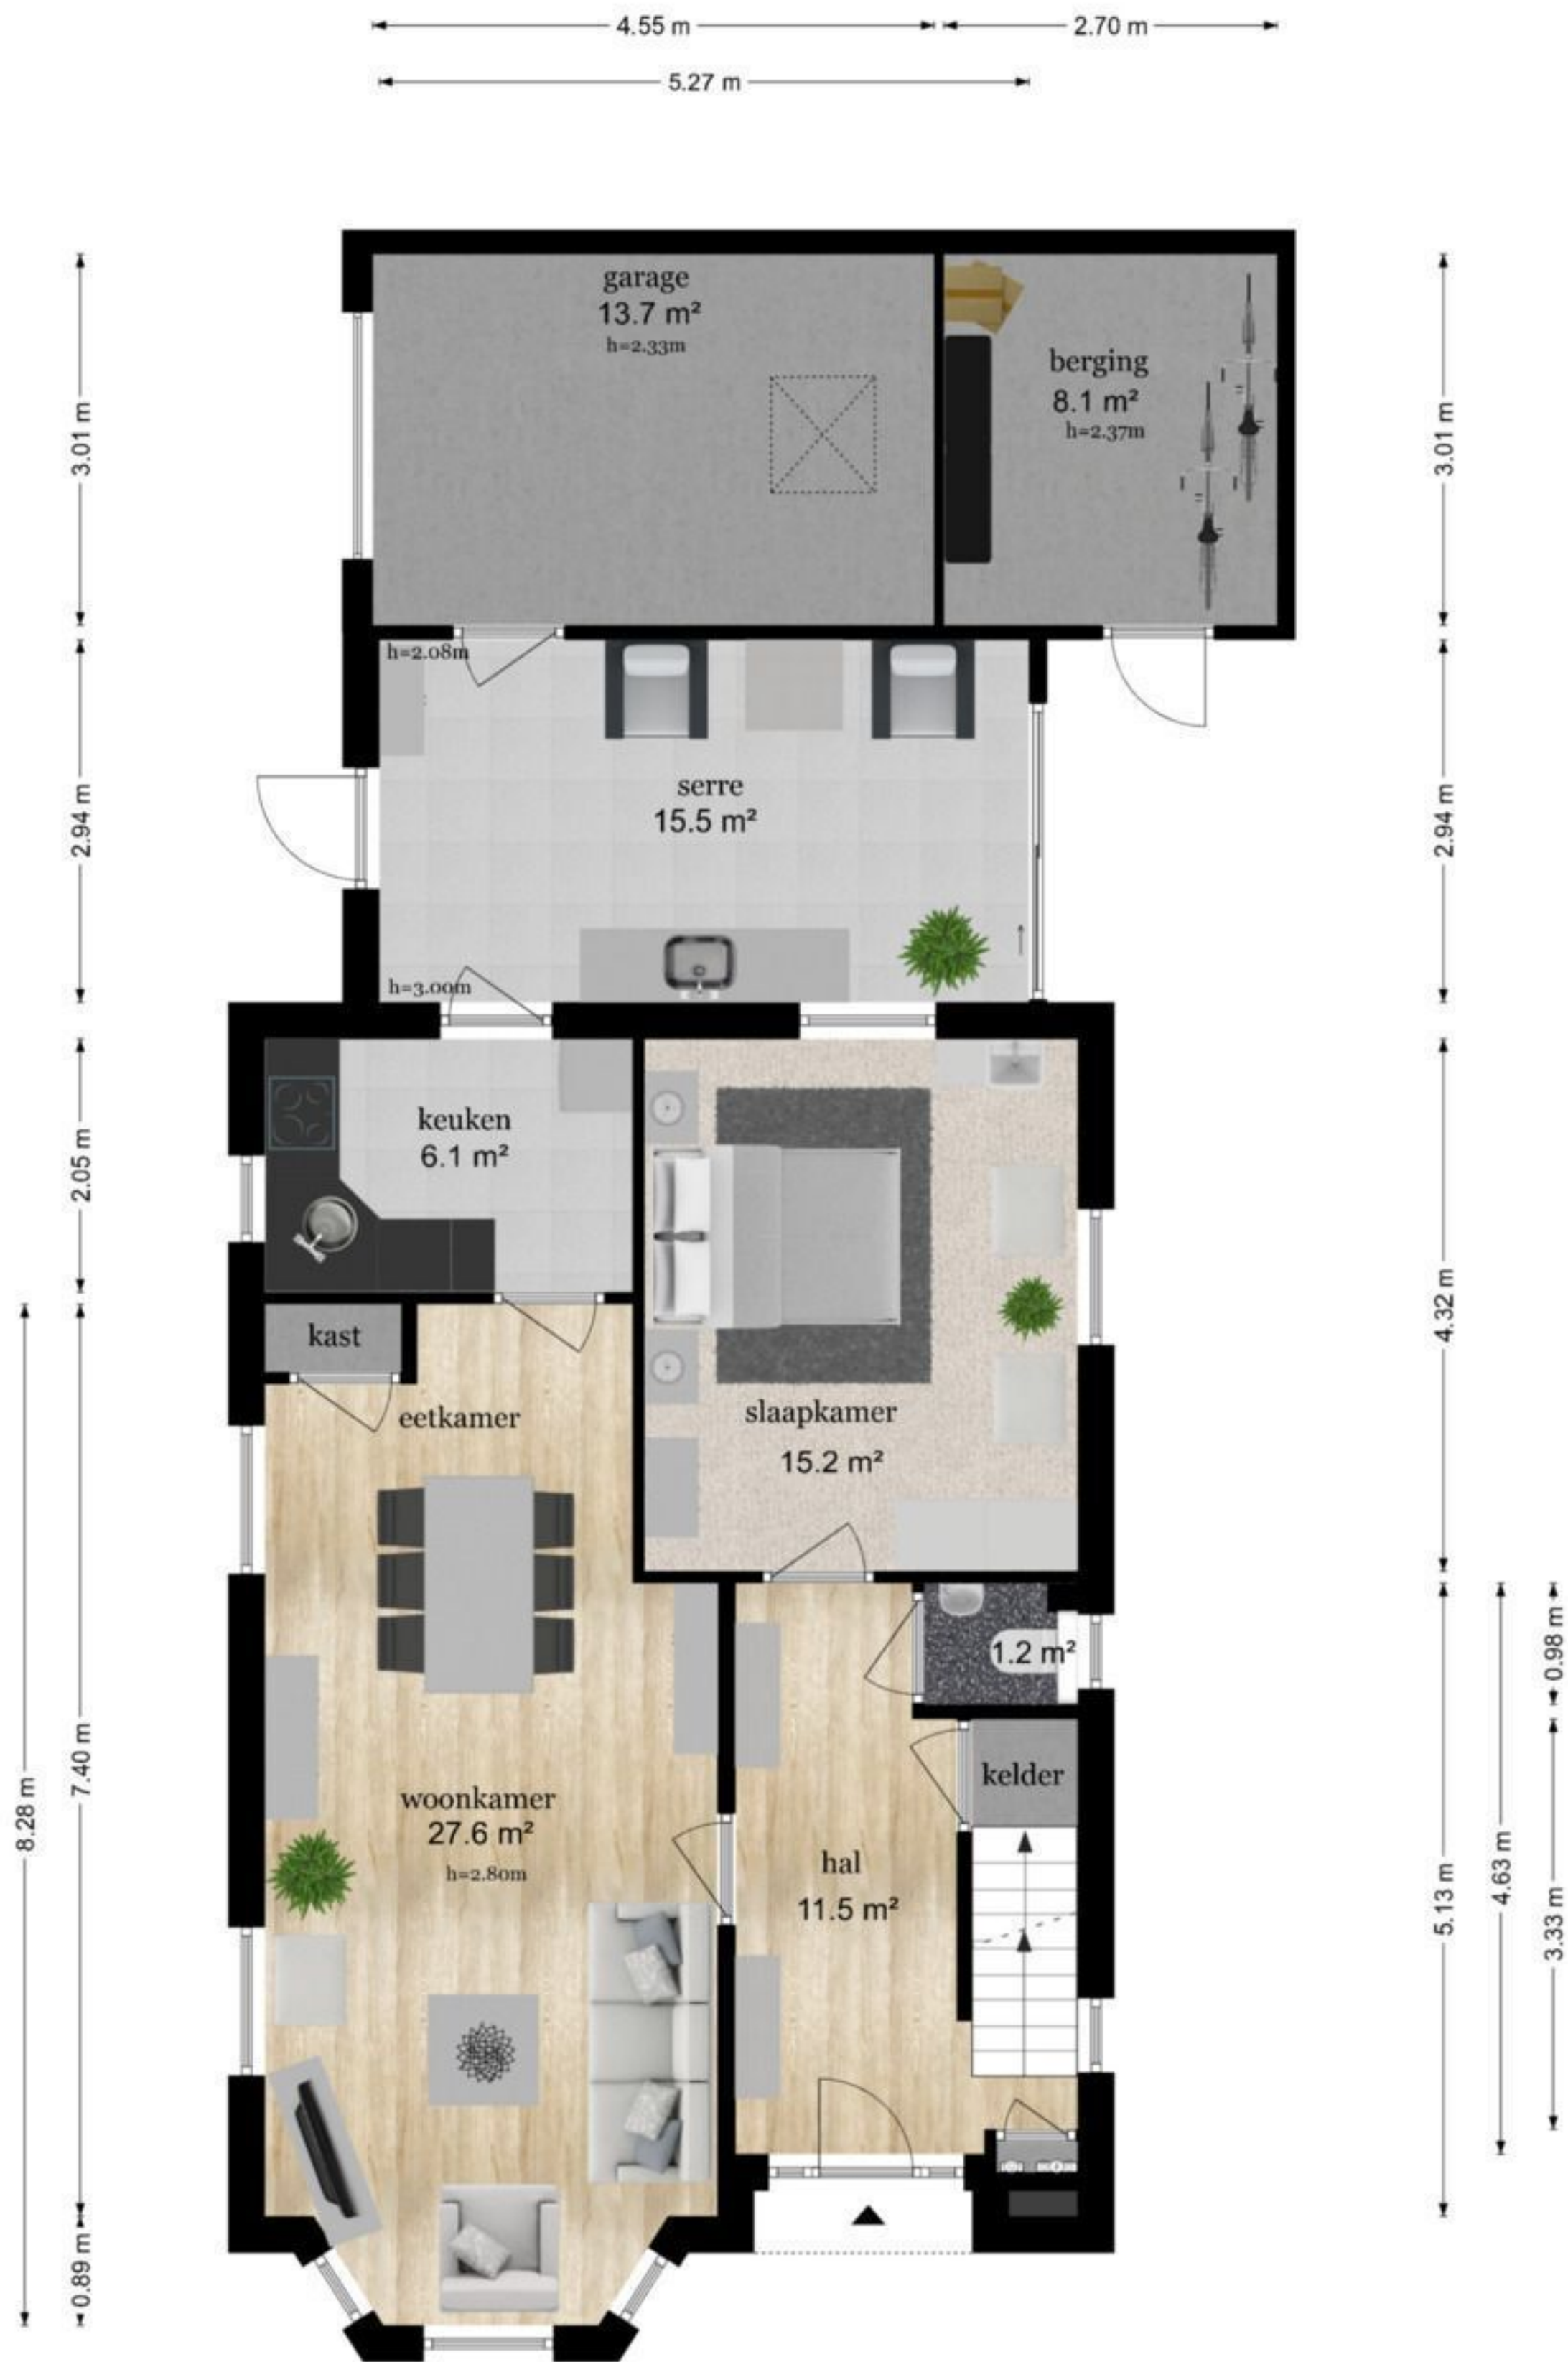 4.55 m
2.70 m
5.27 m
garage
13.7 m²
h=2.33m
berging
8.1 m²
h=2.37m
3.01 m
3.01 m
h=2.08m
serre
15.5 m²
h=3.00m
2.94 m
2.94 m
keuken
6.1 m²
2.05 m
kast
eetkamer
slaapkamer
15.2 m²
4.32 m
1.2 m²
kelder
woonkamer
27.6 m²
h=2.80m
hal
11.5 m²
8.28 m
7.40 m
0.89 m
5.13 m
4.63 m
0.98 m
3.33 m